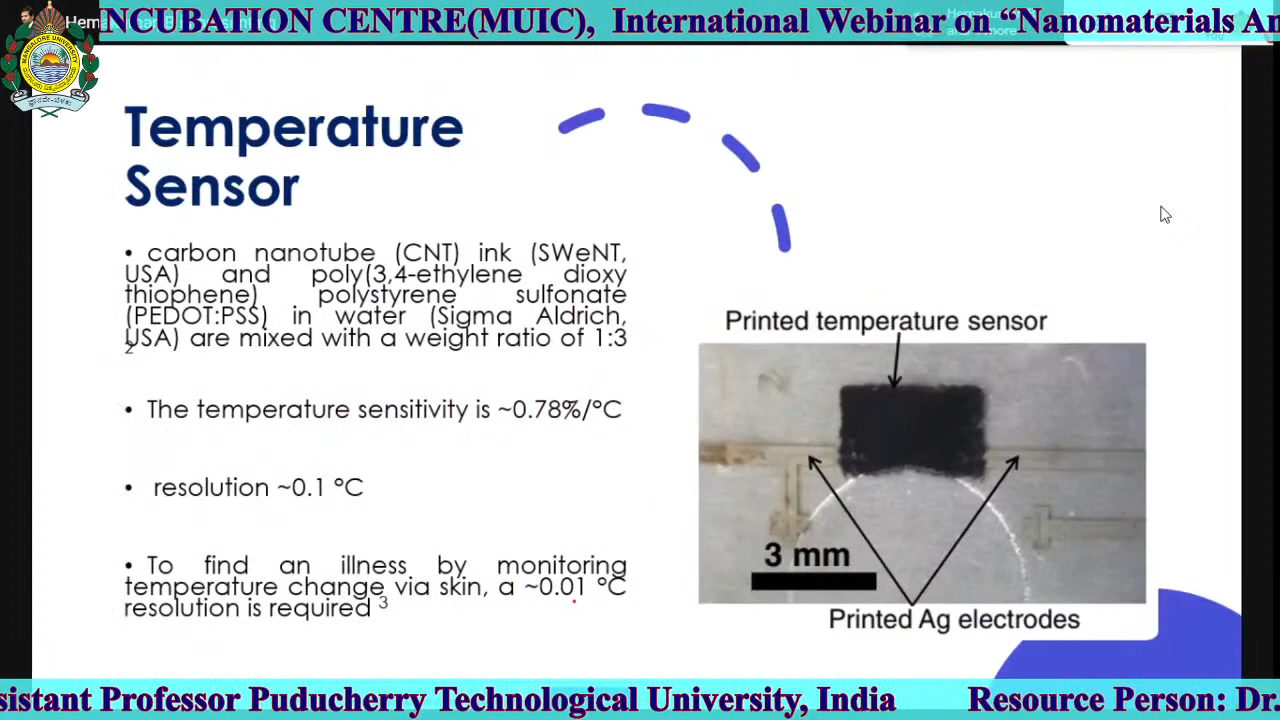 INCUBATION CENTRE(MUIC), International Webinar on “Nanomaterials An
MANGALORE UNIVERSITY
Temperature
Sensor
• carbon nanotube (CNT) ink (SWeNT,
USA) and poly(3,4-ethylene dioxy
thiophene) polystyrene sulfonate
(PEDOT:PSS) in water (Sigma Aldrich,
USA) are mixed with a weight ratio of 1:3
2
• The temperature sensitivity is ~0.78%/°C
• resolution ~0.1 °C
• To find an illness by monitoring
temperature change via skin, a ~0.01 °C
resolution is required 3
Printed temperature sensor
3 mm
Printed Ag electrodes
sistant Professor Puducherry Technological University, India Resource Person: Dr.